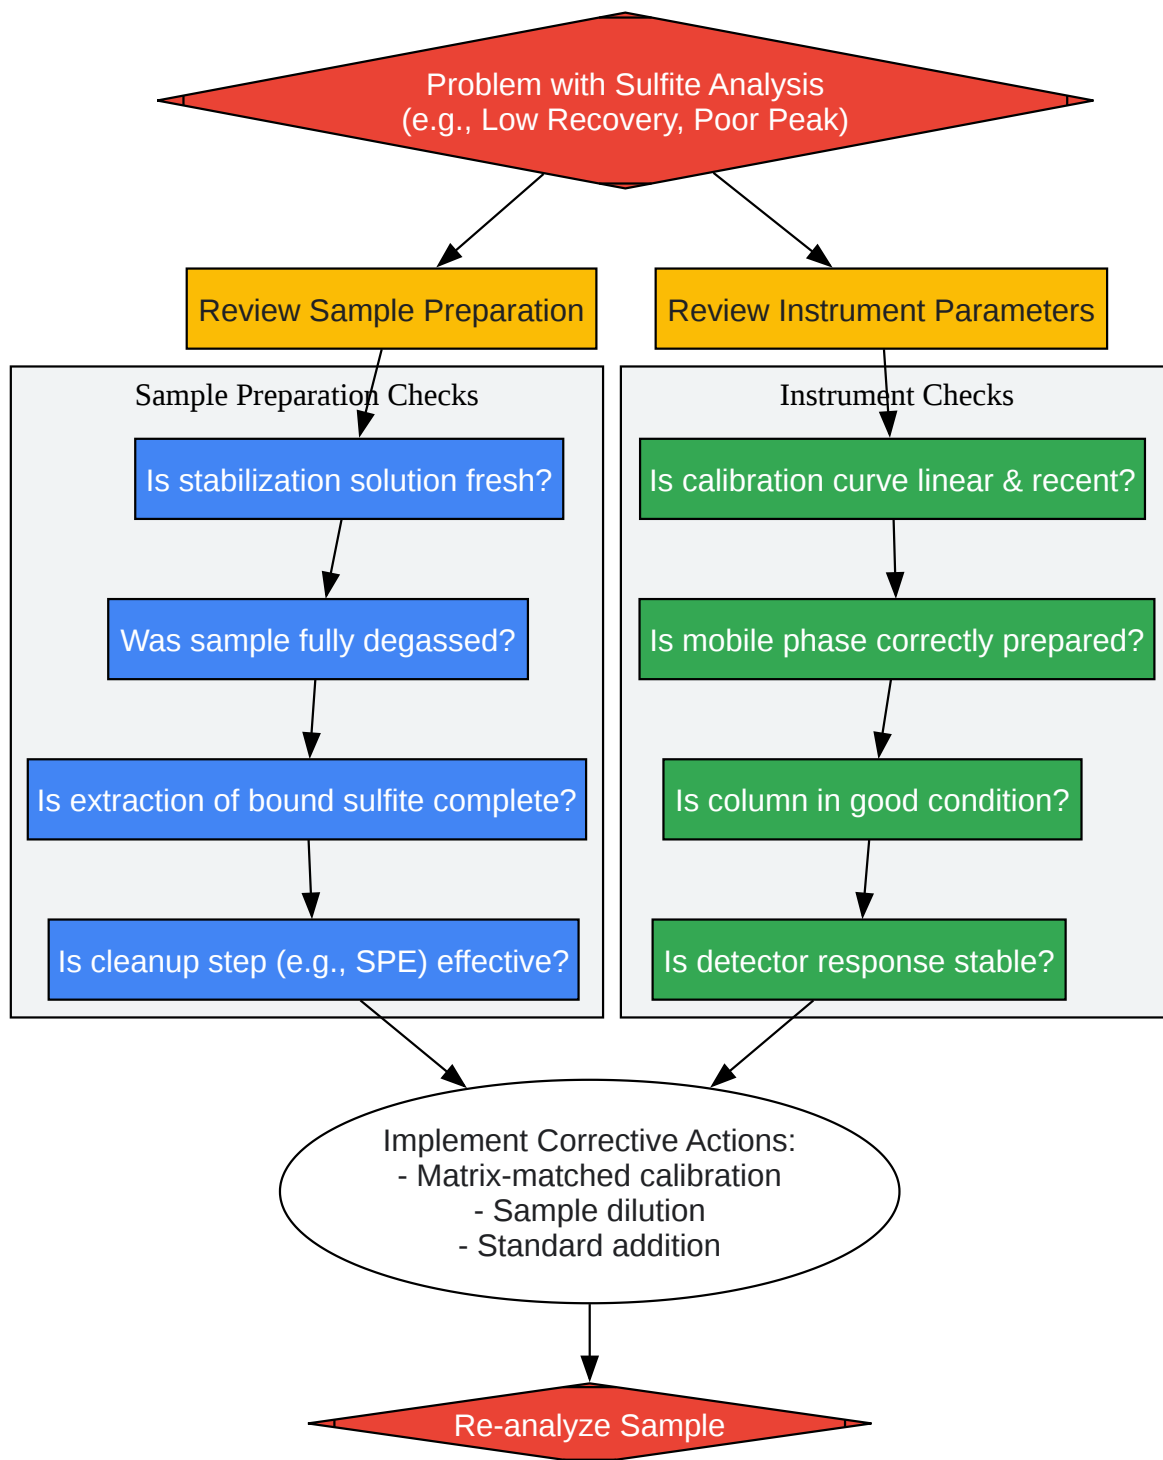 Problem with Sulfite Analysis
(e.g., Low Recovery, Poor Peak)
Review Sample Preparation
Review Instrument Parameters
Sample Preparation Checks
Is stabilization solution fresh?
Was sample fully degassed?
Is extraction of bound sulfite complete?
Is cleanup step (e.g., SPE) effective?
Instrument Checks
Is calibration curve linear & recent?
Is mobile phase correctly prepared?
Is column in good condition?
Is detector response stable?
Implement Corrective Actions:
- Matrix-matched calibration
- Sample dilution
- Standard addition
Re-analyze Sample